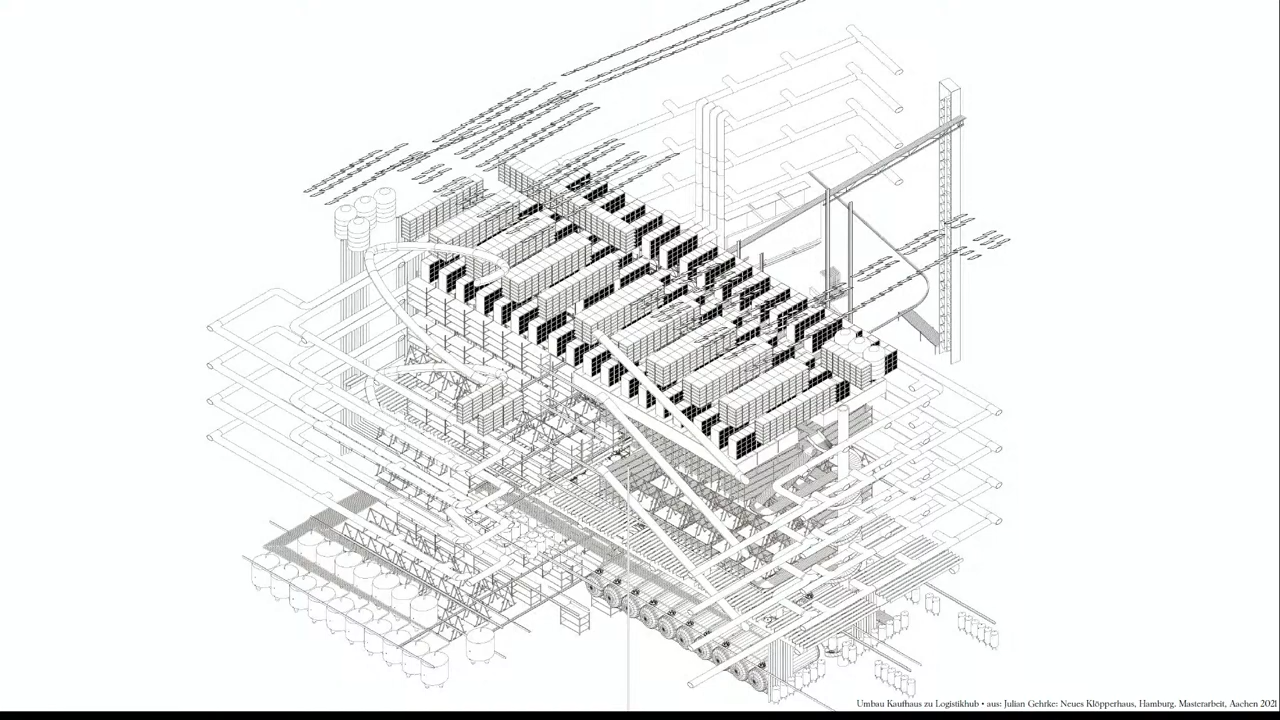 Umbau Kaufhaus zu Logistikhub • aus: Julian Gehrke: Neues Klöpperhaus, Hamburg. Masterarbeit, Aachen 2021